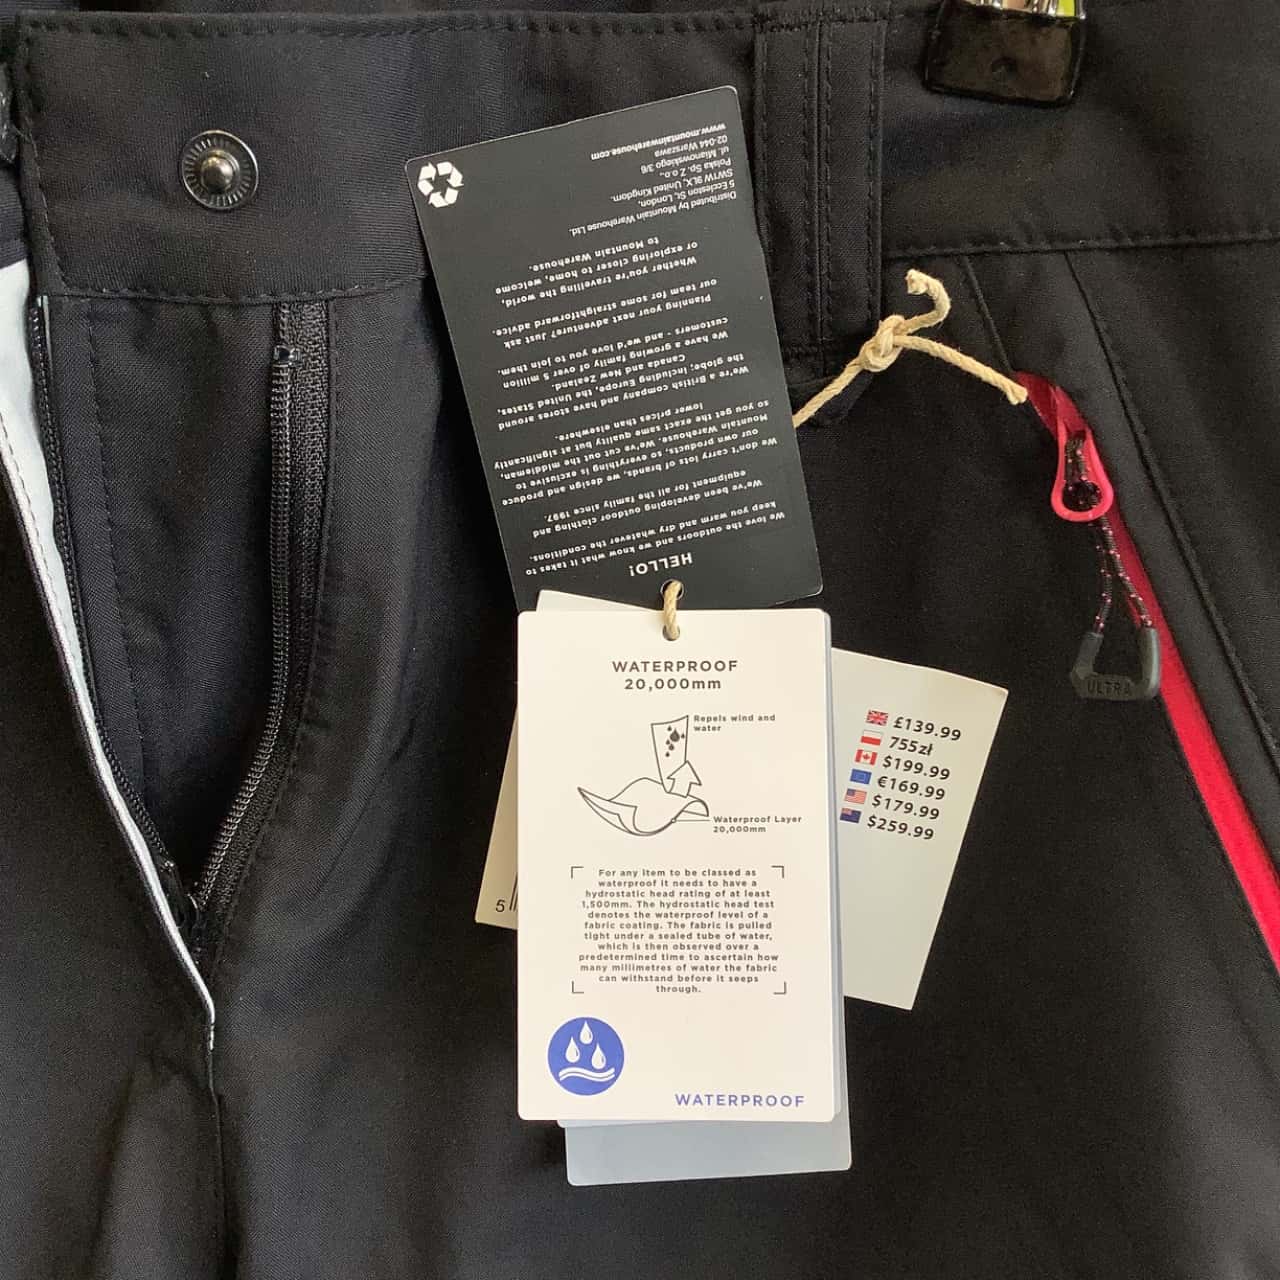 HELLO!
We love the outdoors and we know what it takes to
keep you warm and dry whatever the conditions.
We've been developing outdoor clothing and
equipment for all the family since 1997.
We don't carry lots of brands, we design and produce
our own products, so everything is exclusive to
Mountain Warehouse. We've cut out the middleman,
so you get the exact same quality but at significantly
lower prices than elsewhere.
We're a British company and have stores around
the globe; including Europe, the United States,
Canada and New Zealand.
We have a growing family of over 5 million
customers - and we'd love you to join them.
Planning your next adventure? Just ask
our team for some straightforward advice.
Whether you're travelling the world,
or exploring closer to home, welcome
to Mountain Warehouse.
Distributed by Mountain Warehouse Ltd.
5 Eccleston St, London,
SW1W 9LX, United Kingdom.
Polska Sp. Z o.o.,
ul. Mianowskiego 3/6
02-044 Warszawa
www.mountainwarehouse.com
WATERPROOF
20,000mm
Repels wind and
water
Waterproof Layer
20,000mm
For any item to be classed as
waterproof it needs to have a
hydrostatic head rating of at least
1,500mm. The hydrostatic head test
denotes the waterproof level of a
fabric coating. The fabric is pulled
tight under a sealed tube of water,
which is then observed over a
predetermined time to ascertain how
many millimetres of water the fabric
can withstand before it seeps
through.
WATERPROOF
5
£139.99
755zł
$199.99
€169.99
$179.99
$259.99
ULTRA